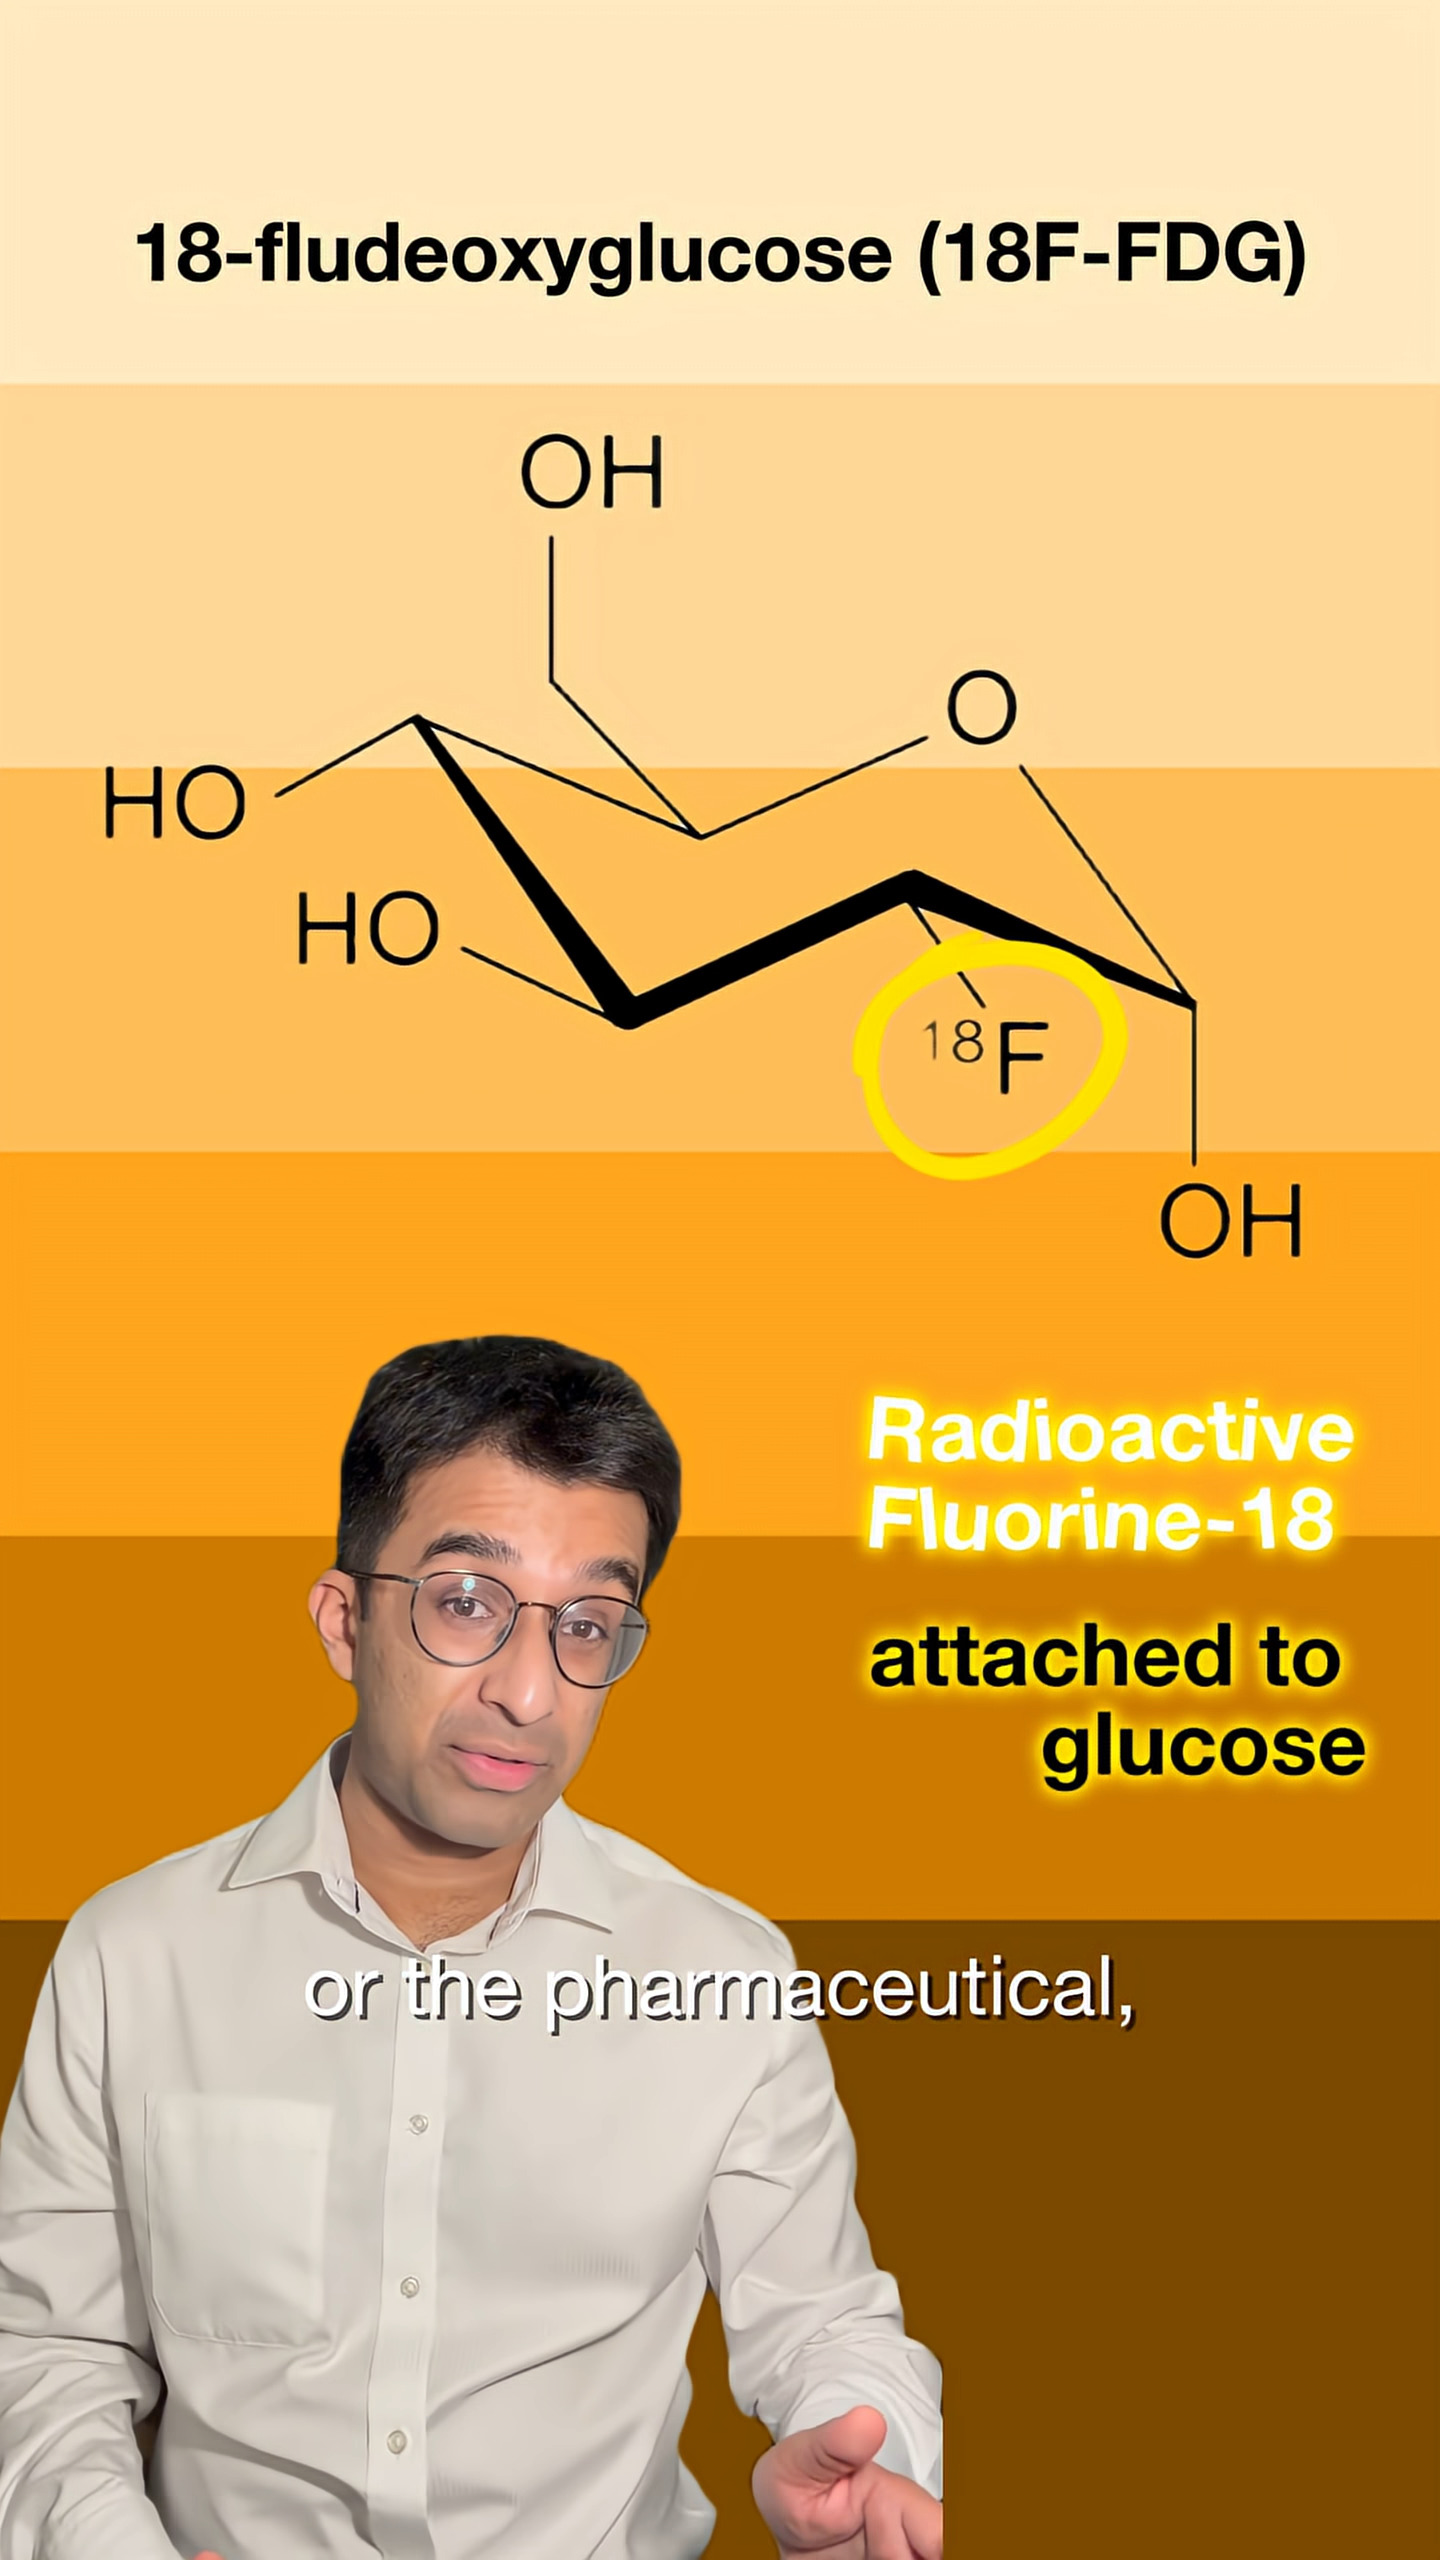 18-fludeoxyglucose (18F-FDG)
OH
O
HO
HO
18F
OH
Radioactive
Fluorine-18
attached to
glucose
or the pharmaceutical,